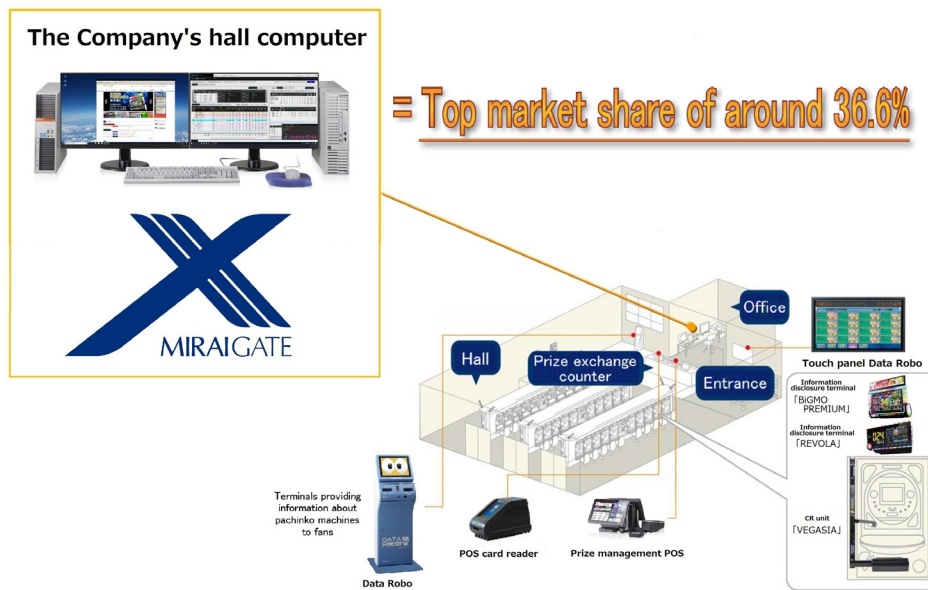 The Company's hall computer
= Top market share of around 36.6%
MIRAIGATE
Office
Hall
Prize exchange
counter
Entrance
Touch panel Data Robo
Information
disclosure terminal
「BiGMO
PREMIUM」
Information
disclosure terminal
「REVOLA」
CR unit
「VEGASIA」
Terminals providing
information about
pachinko machines
to fans
Data Robo
POS card reader
Prize management POS